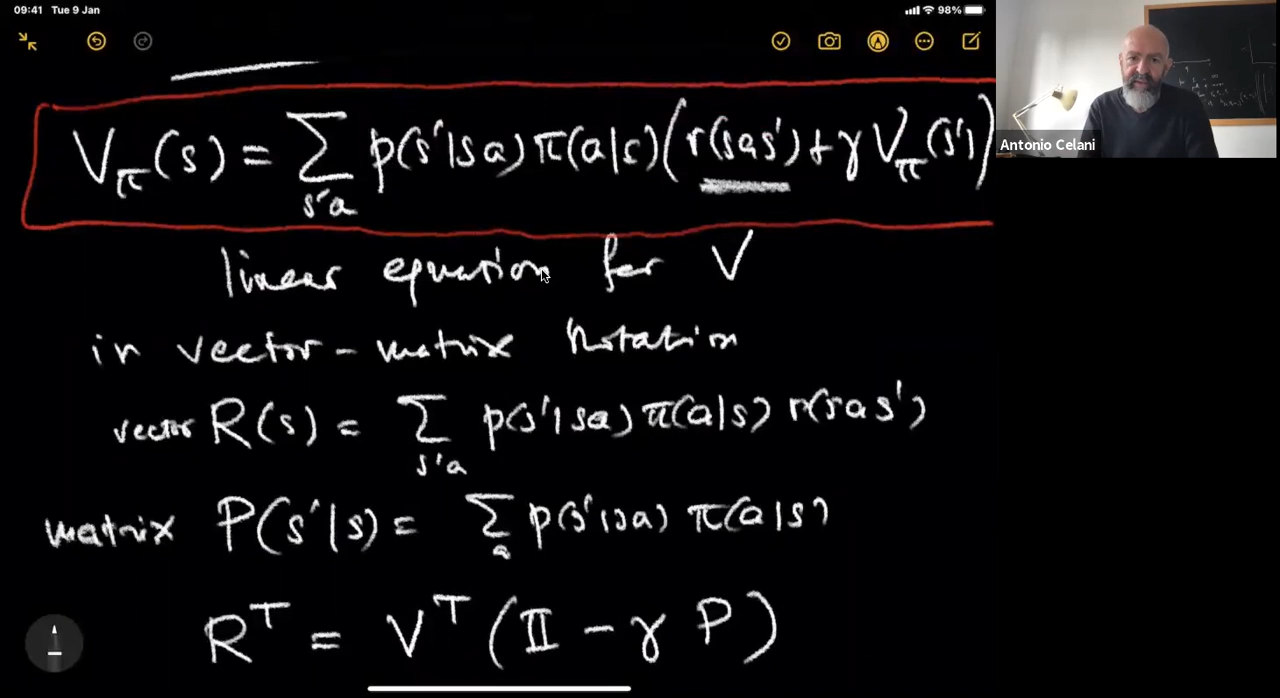 09:41 Tue 9 Jan
98%
V_π(s) = Σ_{s'a} p(s'|sa) π(a|s) (r(sas') + γ V_π(s'))
Antonio Celani
linear equation for V
in vector - matrix notation
vector R(s) = Σ_{s'a} p(s'|sa) π(a|s) r(sas')
matrix P(s'|s) = Σ_a p(s'|sa) π(a|s)
R^T = V^T (𝕀 - γ P)